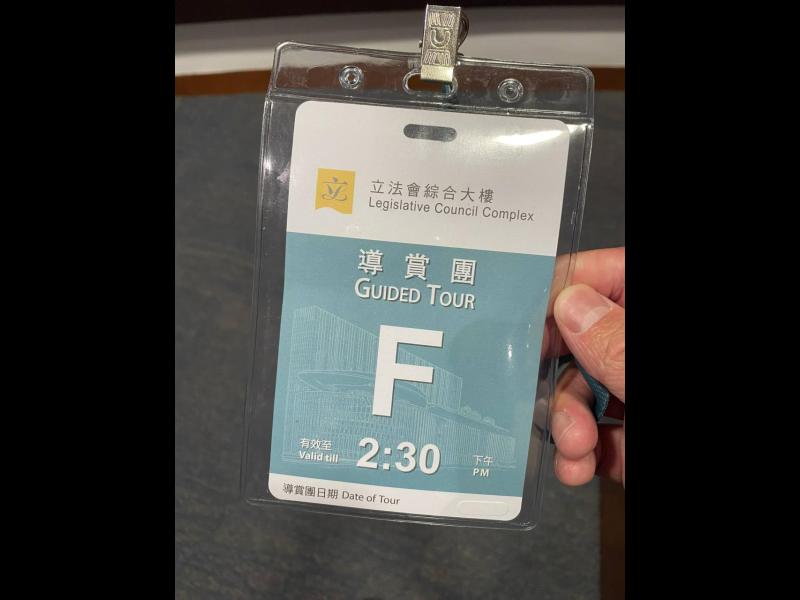 立
立法會綜合大樓
Legislative Council Complex
導賞團
GUIDED TOUR
F
有效至
Valid till
2:30
下午
PM
導賞團日期 Date of Tour